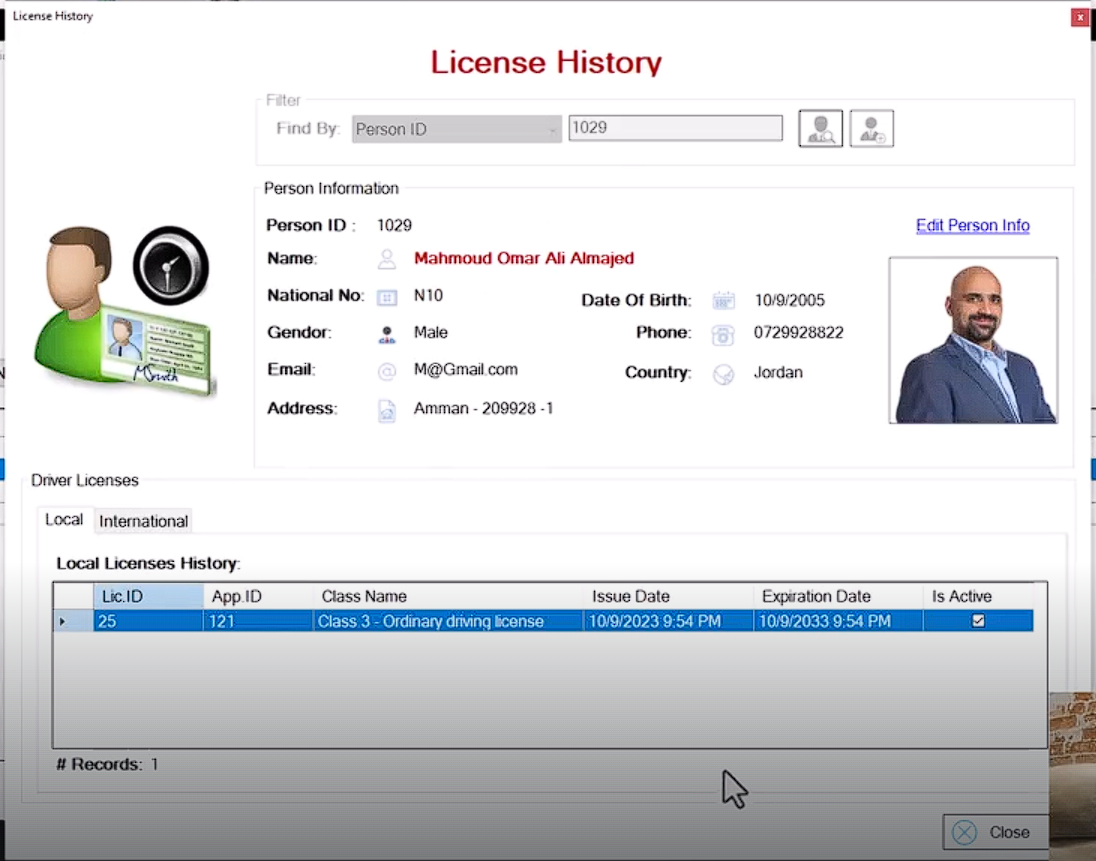 License History
x
License History
Filter
Find By: Person ID 1029
Person Information
Person ID : 1029
Edit Person Info
Name: Mahmoud Omar Ali Almajed
National No: N10
Date Of Birth: 10/9/2005
Gendor: Male
Phone: 0729928822
Email: M@Gmail.com
Country: Jordan
Address: Amman - 209928 -1
Driver Licenses
Local International
Local Licenses History:
Lic.ID App.ID Class Name Issue Date Expiration Date Is Active
25 121 Class 3 - Ordinary driving license 10/9/2023 9:54 PM 10/9/2033 9:54 PM
# Records: 1
Close